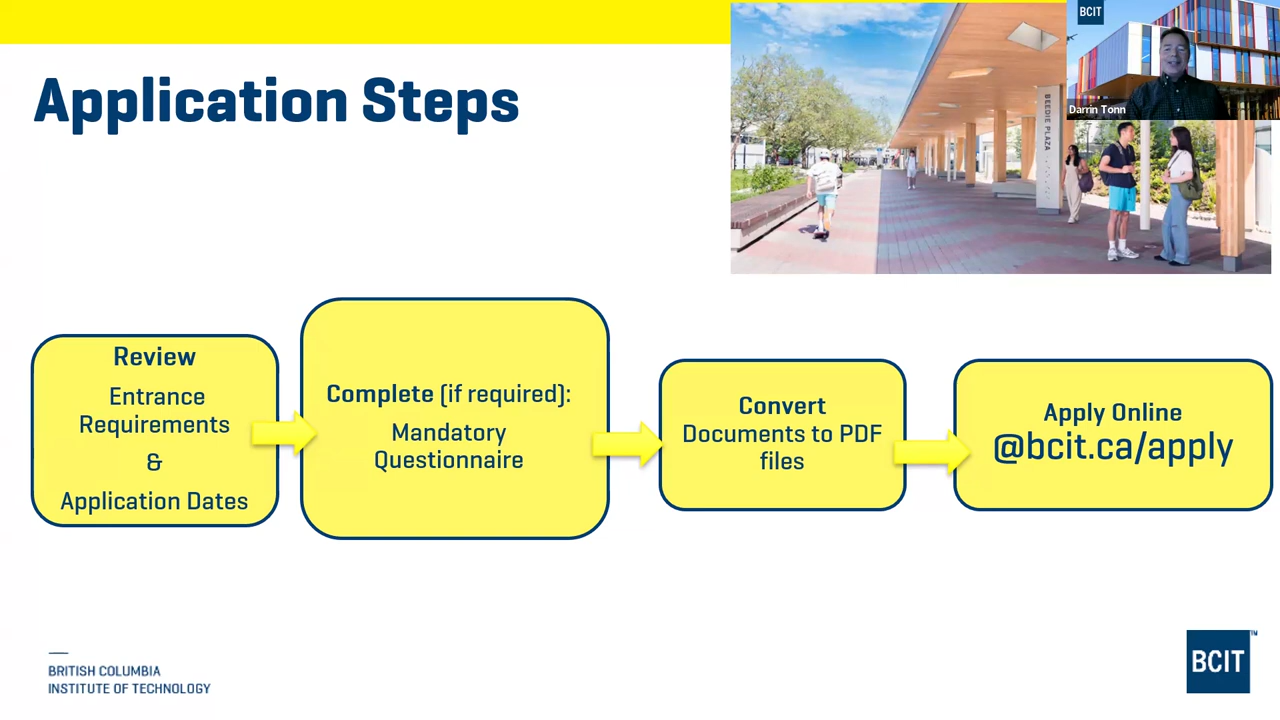 Application Steps
BCIT
Darrin Tonn
BEEDIE PLAZA
Review
Entrance
Requirements
&
Application Dates
Complete (if required):
Mandatory
Questionnaire
Convert
Documents to PDF
files
Apply Online
@bcit.ca/apply
BRITISH COLUMBIA
INSTITUTE OF TECHNOLOGY
BCIT™